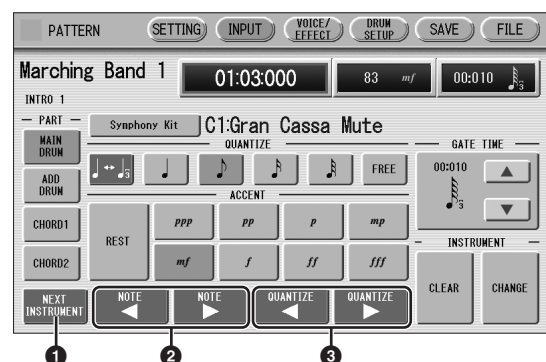 PATTERN SETTING INPUT VOICE/EFFECT DRUM SETUP SAVE FILE
Marching Band 1 01:03:000 83 mf 00:010 3
INTRO 1
PART
Symphony Kit C1:Gran Cassa Mute
MAIN DRUM
QUANTIZE
GATE TIME
3 FREE 00:010
ADD DRUM
ACCENT
3
CHORD1 REST ppp pp p mp
INSTRUMENT
CHORD2 mf f ff fff
CLEAR CHANGE
NEXT INSTRUMENT NOTE NOTE QUANTIZE QUANTIZE
1 2 3